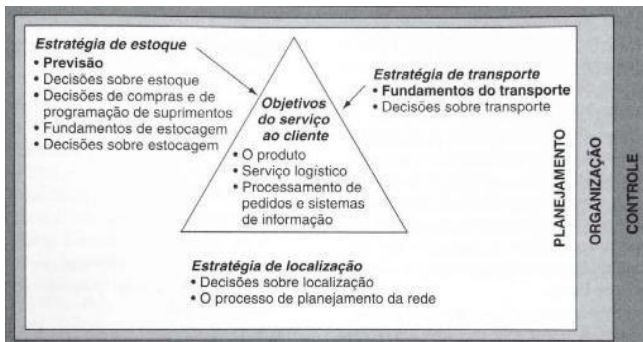 Estratégia de estoque
• Previsão
• Decisões sobre estoque
• Decisões de compras e de
programação de suprimentos
• Fundamentos de estocagem
• Decisões sobre estocagem
Objetivos
do serviço
ao cliente
• O produto
• Serviço logístico
• Processamento de
pedidos e sistemas
de informação
Estratégia de transporte
• Fundamentos do transporte
• Decisões sobre transporte
Estratégia de localização
• Decisões sobre localização
• O processo de planejamento da rede
PLANEJAMENTO
ORGANIZAÇÃO
CONTROLE